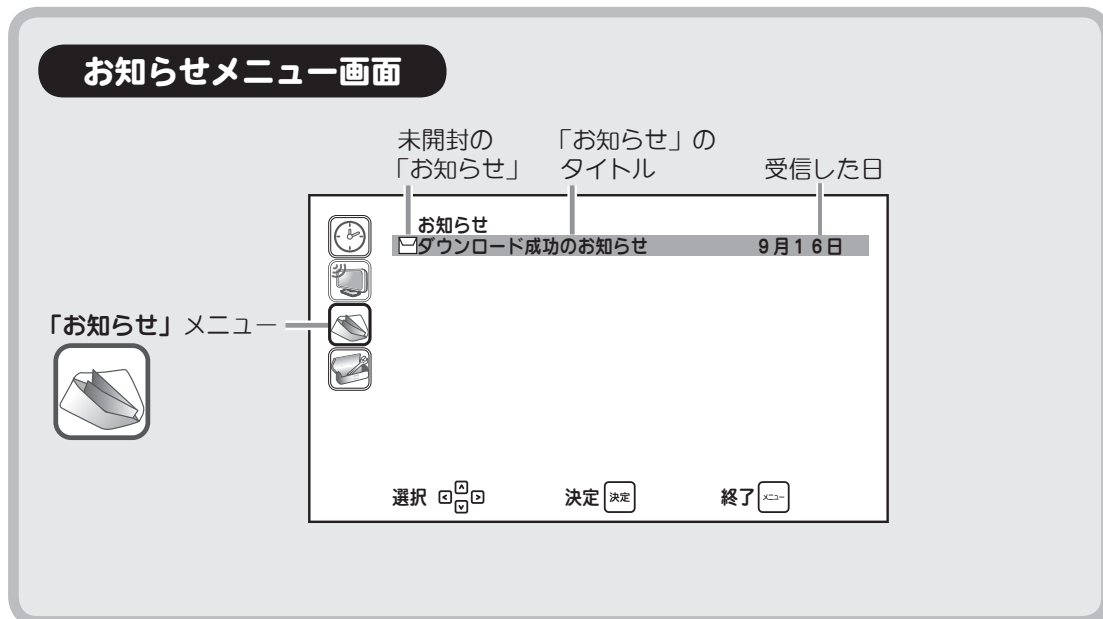 お知らせメニュー画面
未開封の
「お知らせ」
「お知らせ」の
タイトル
受信した日
お知らせ
ダウンロード成功のお知らせ 9月16日
「お知らせ」メニュー
選択 決定 決定 終了 メニュー